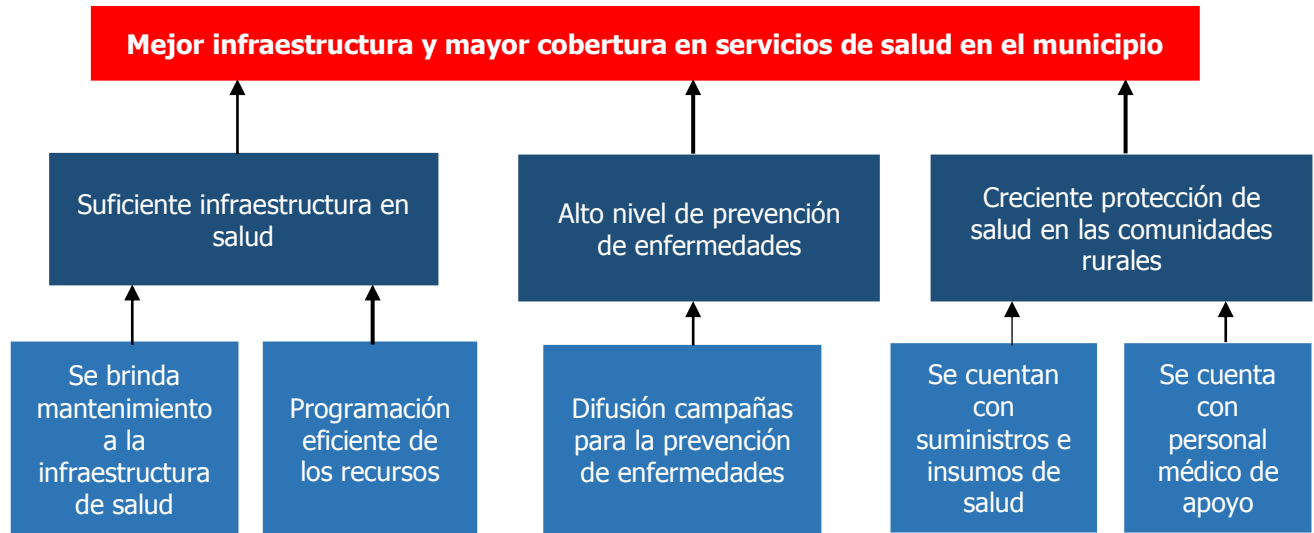 Mejor infraestructura y mayor cobertura en servicios de salud en el municipio
Suficiente infraestructura en
salud
Alto nivel de prevención
de enfermedades
Creciente protección de
salud en las comunidades
rurales
Se brinda
mantenimiento
a la
infraestructura
de salud
Programación
eficiente de
los recursos
Difusión campañas
para la prevención
de enfermedades
Se cuentan
con
suministros e
insumos de
salud
Se cuenta
con
personal
médico de
apoyo